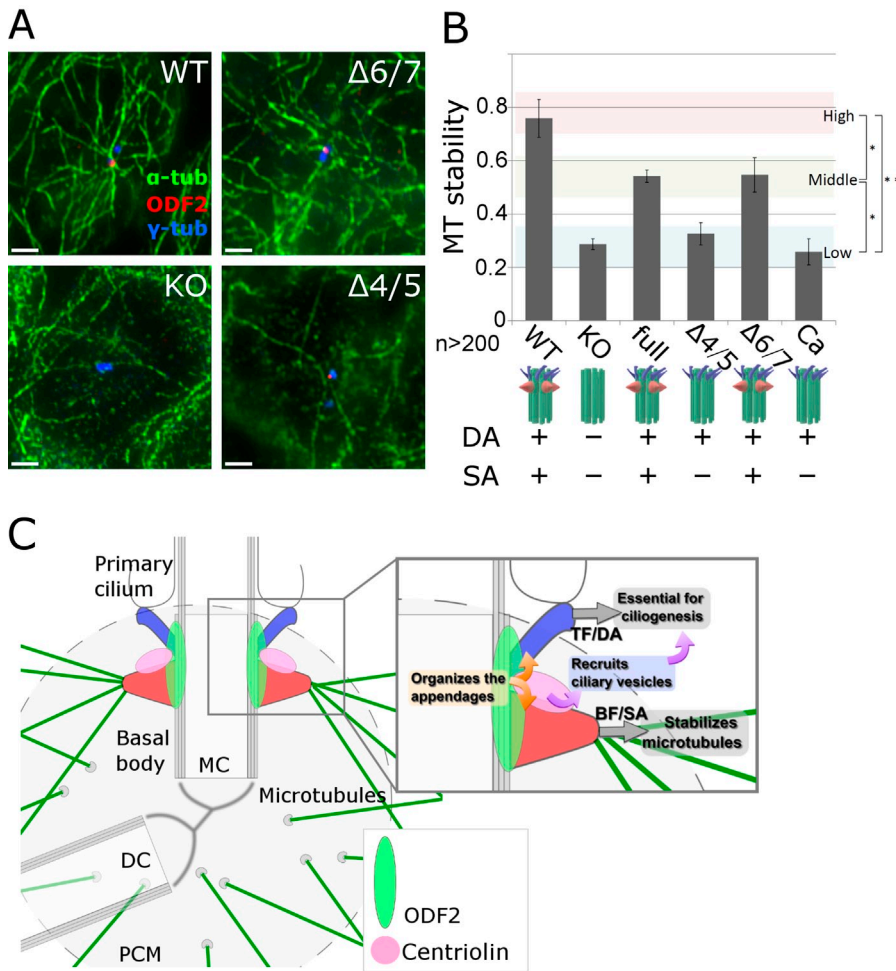 A
WT
α-tub
ODF2
γ-tub
Δ6/7
KO
Δ4/5
B
MT stability
0.8
0.6
0.4
0.2
0
High
Middle
Low
*
*
*
n>200
WT
KO
full
Δ4/5
Δ6/7
Ca
DA + − + + + +
SA + − + − + −
C
Primary
cilium
Basal
body
MC
Microtubules
DC
PCM
Essential for
ciliogenesis
TF/DA
Recruits
ciliary vesicles
Organizes the
appendages
BF/SA
Stabilizes
microtubules
ODF2
Centriolin